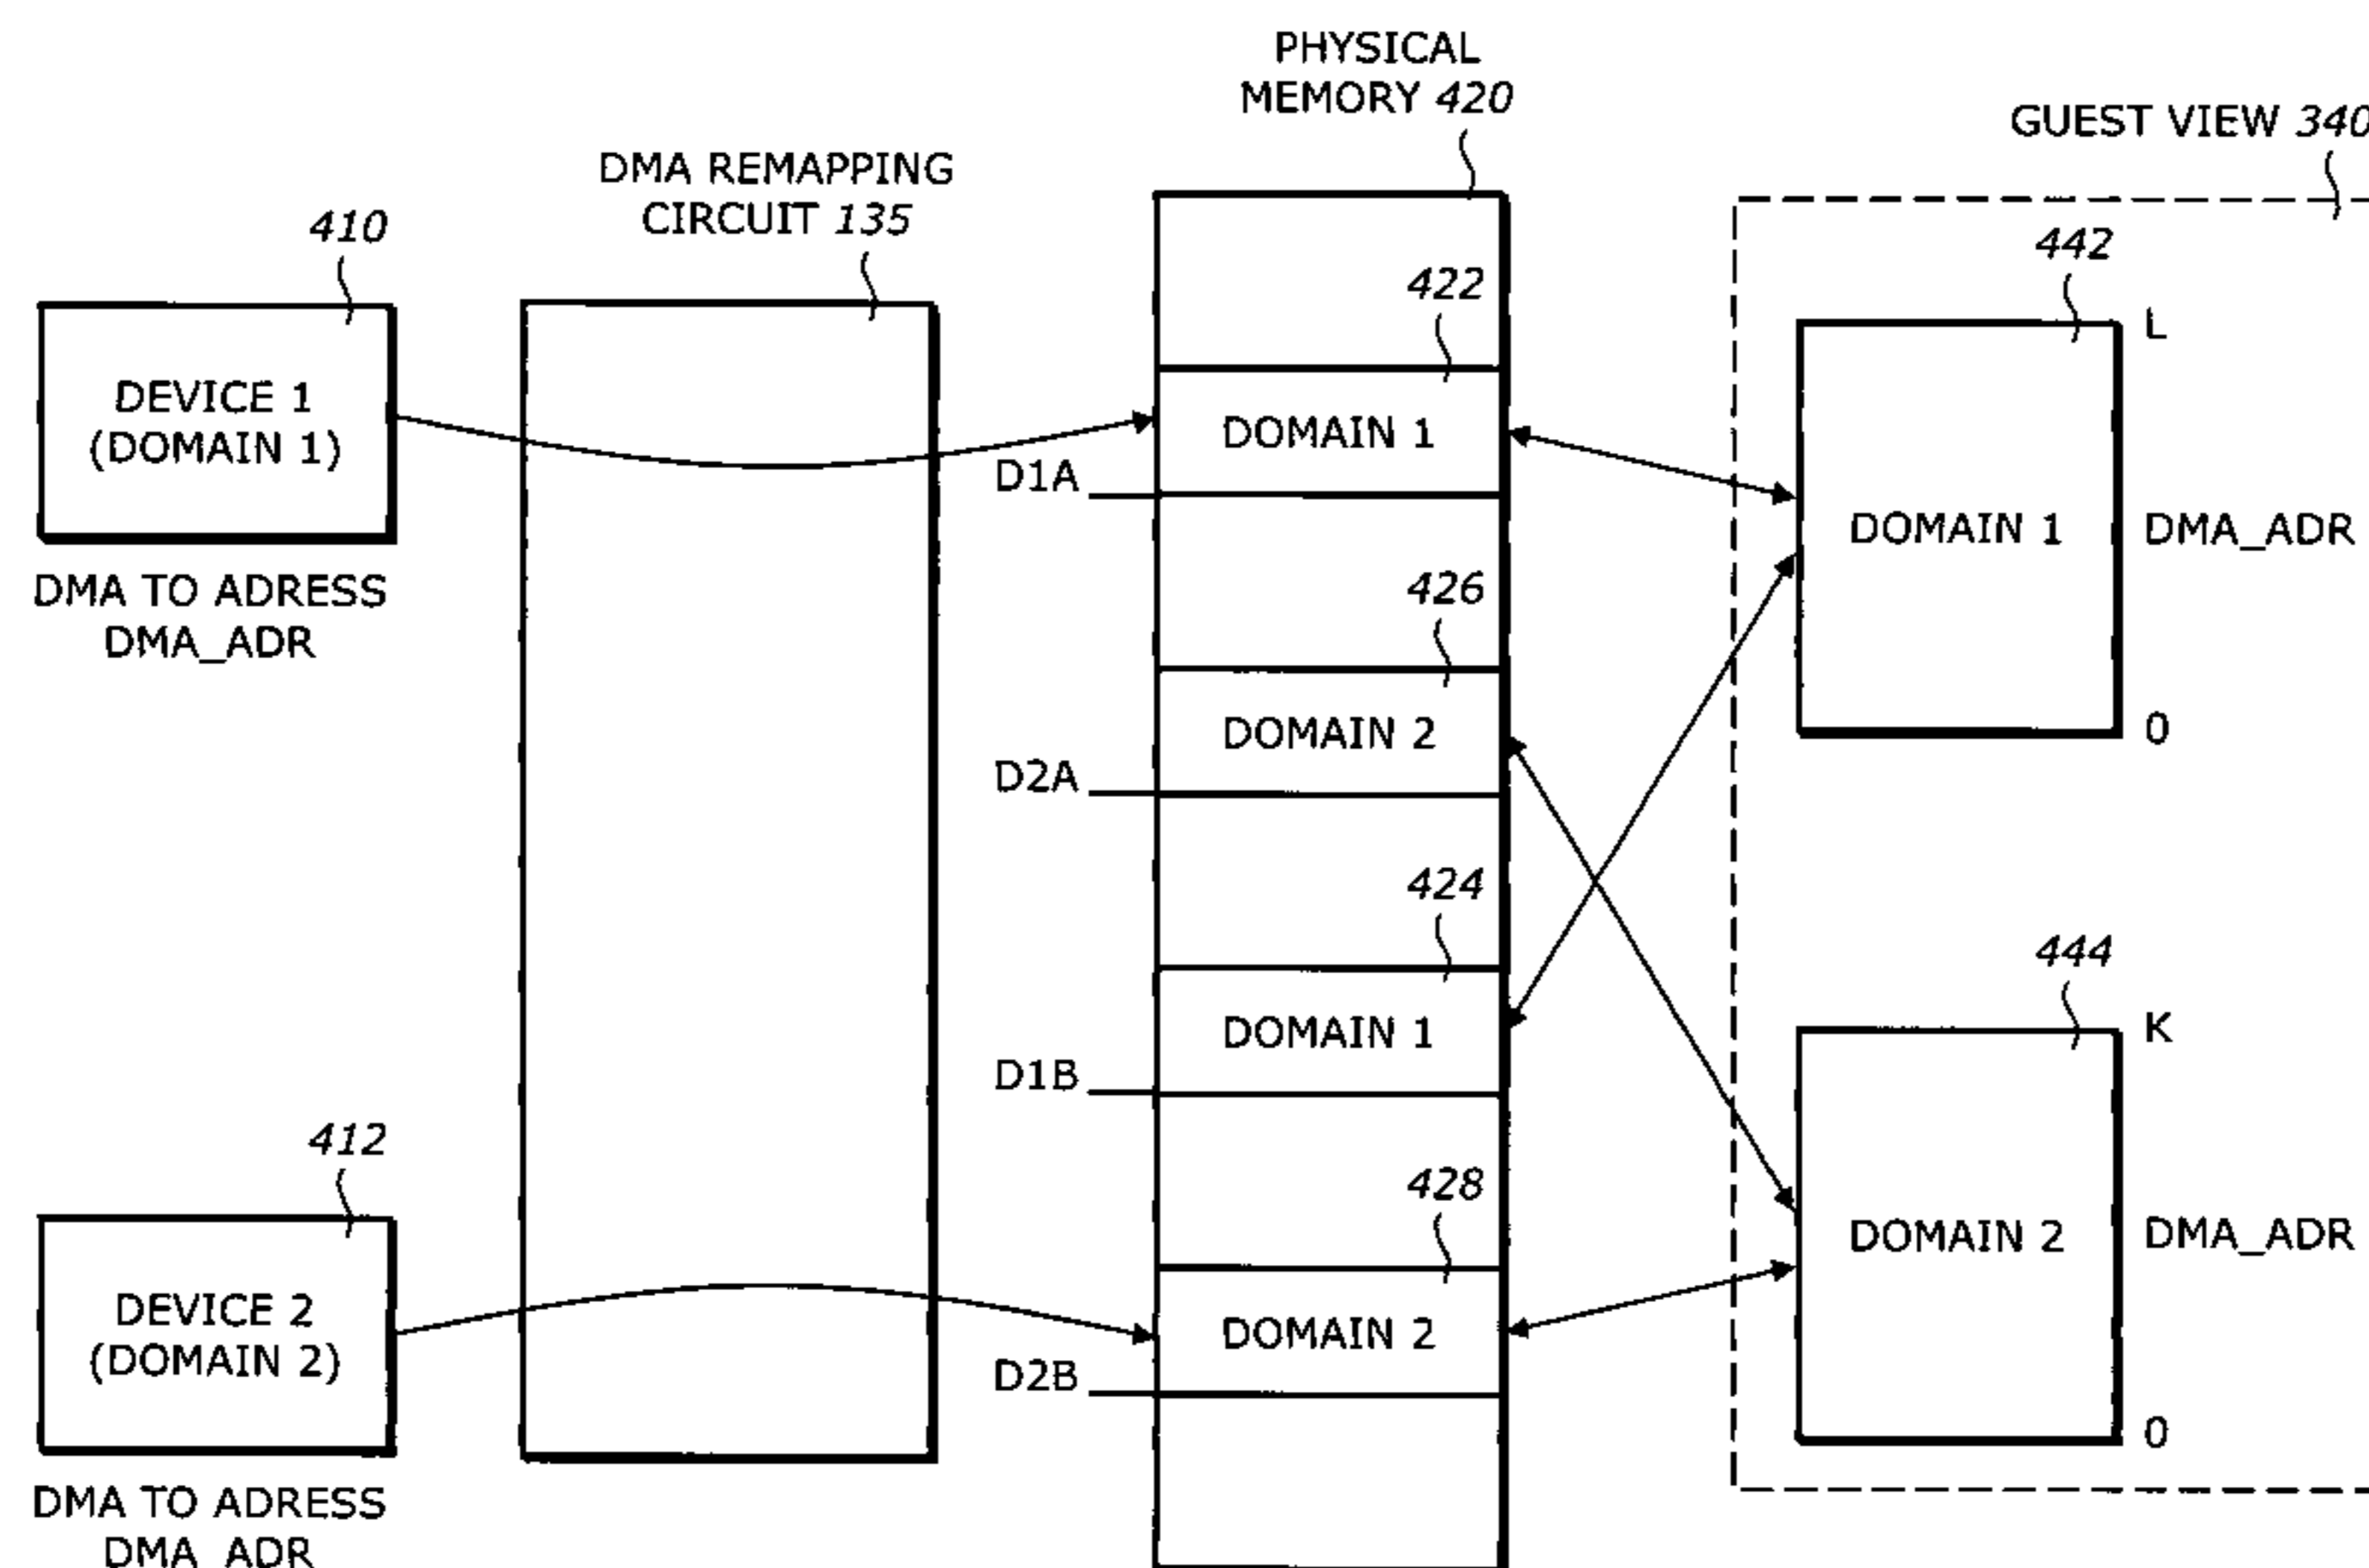 PHYSICAL
MEMORY 420
GUEST VIEW 340
DMA REMAPPING
CIRCUIT 135
410
442
422
L
DEVICE 1
(DOMAIN 1)
DOMAIN 1
D1A
DOMAIN 1
DMA_ADR
DMA TO ADRESS
DMA_ADR
426
DOMAIN 2
0
D2A
424
444
DOMAIN 1
K
D1B
412
428
DOMAIN 2
DMA_ADR
DEVICE 2
(DOMAIN 2)
DOMAIN 2
D2B
0
DMA TO ADRESS
DMA_ADR